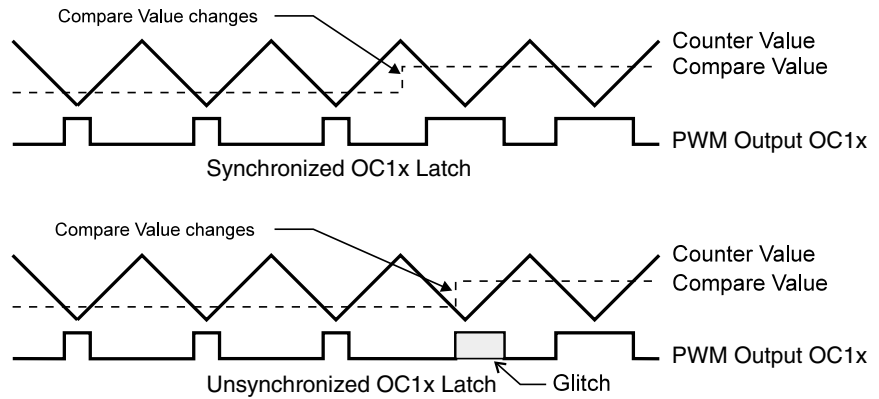 Compare Value changes
Counter Value
Compare Value
PWM Output OC1x
Synchronized OC1x Latch
Compare Value changes
Counter Value
Compare Value
PWM Output OC1x
Unsynchronized OC1x Latch
Glitch